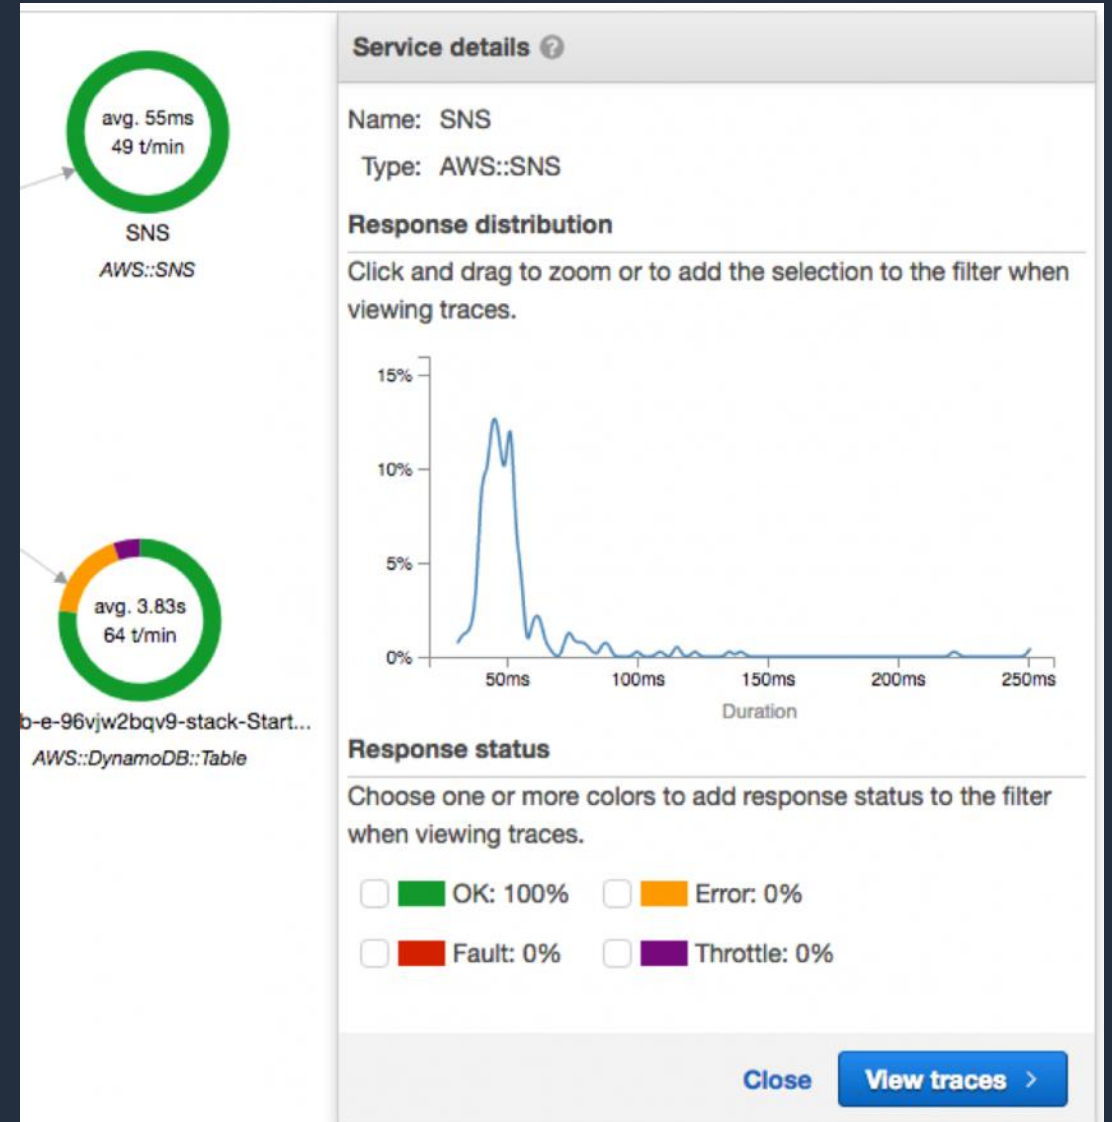 avg. 55ms
49 t/min
SNS
AWS::SNS
avg. 3.83s
64 t/min
b-e-96vjw2bqv9-stack-Start...
AWS::DynamoDB::Table
Service details ?
Name: SNS
Type: AWS::SNS
Response distribution
Click and drag to zoom or to add the selection to the filter when
viewing traces.
15%
10%
5%
0%
50ms 100ms 150ms 200ms 250ms
Duration
Response status
Choose one or more colors to add response status to the filter
when viewing traces.
OK: 100% Error: 0%
Fault: 0% Throttle: 0%
Close View traces >